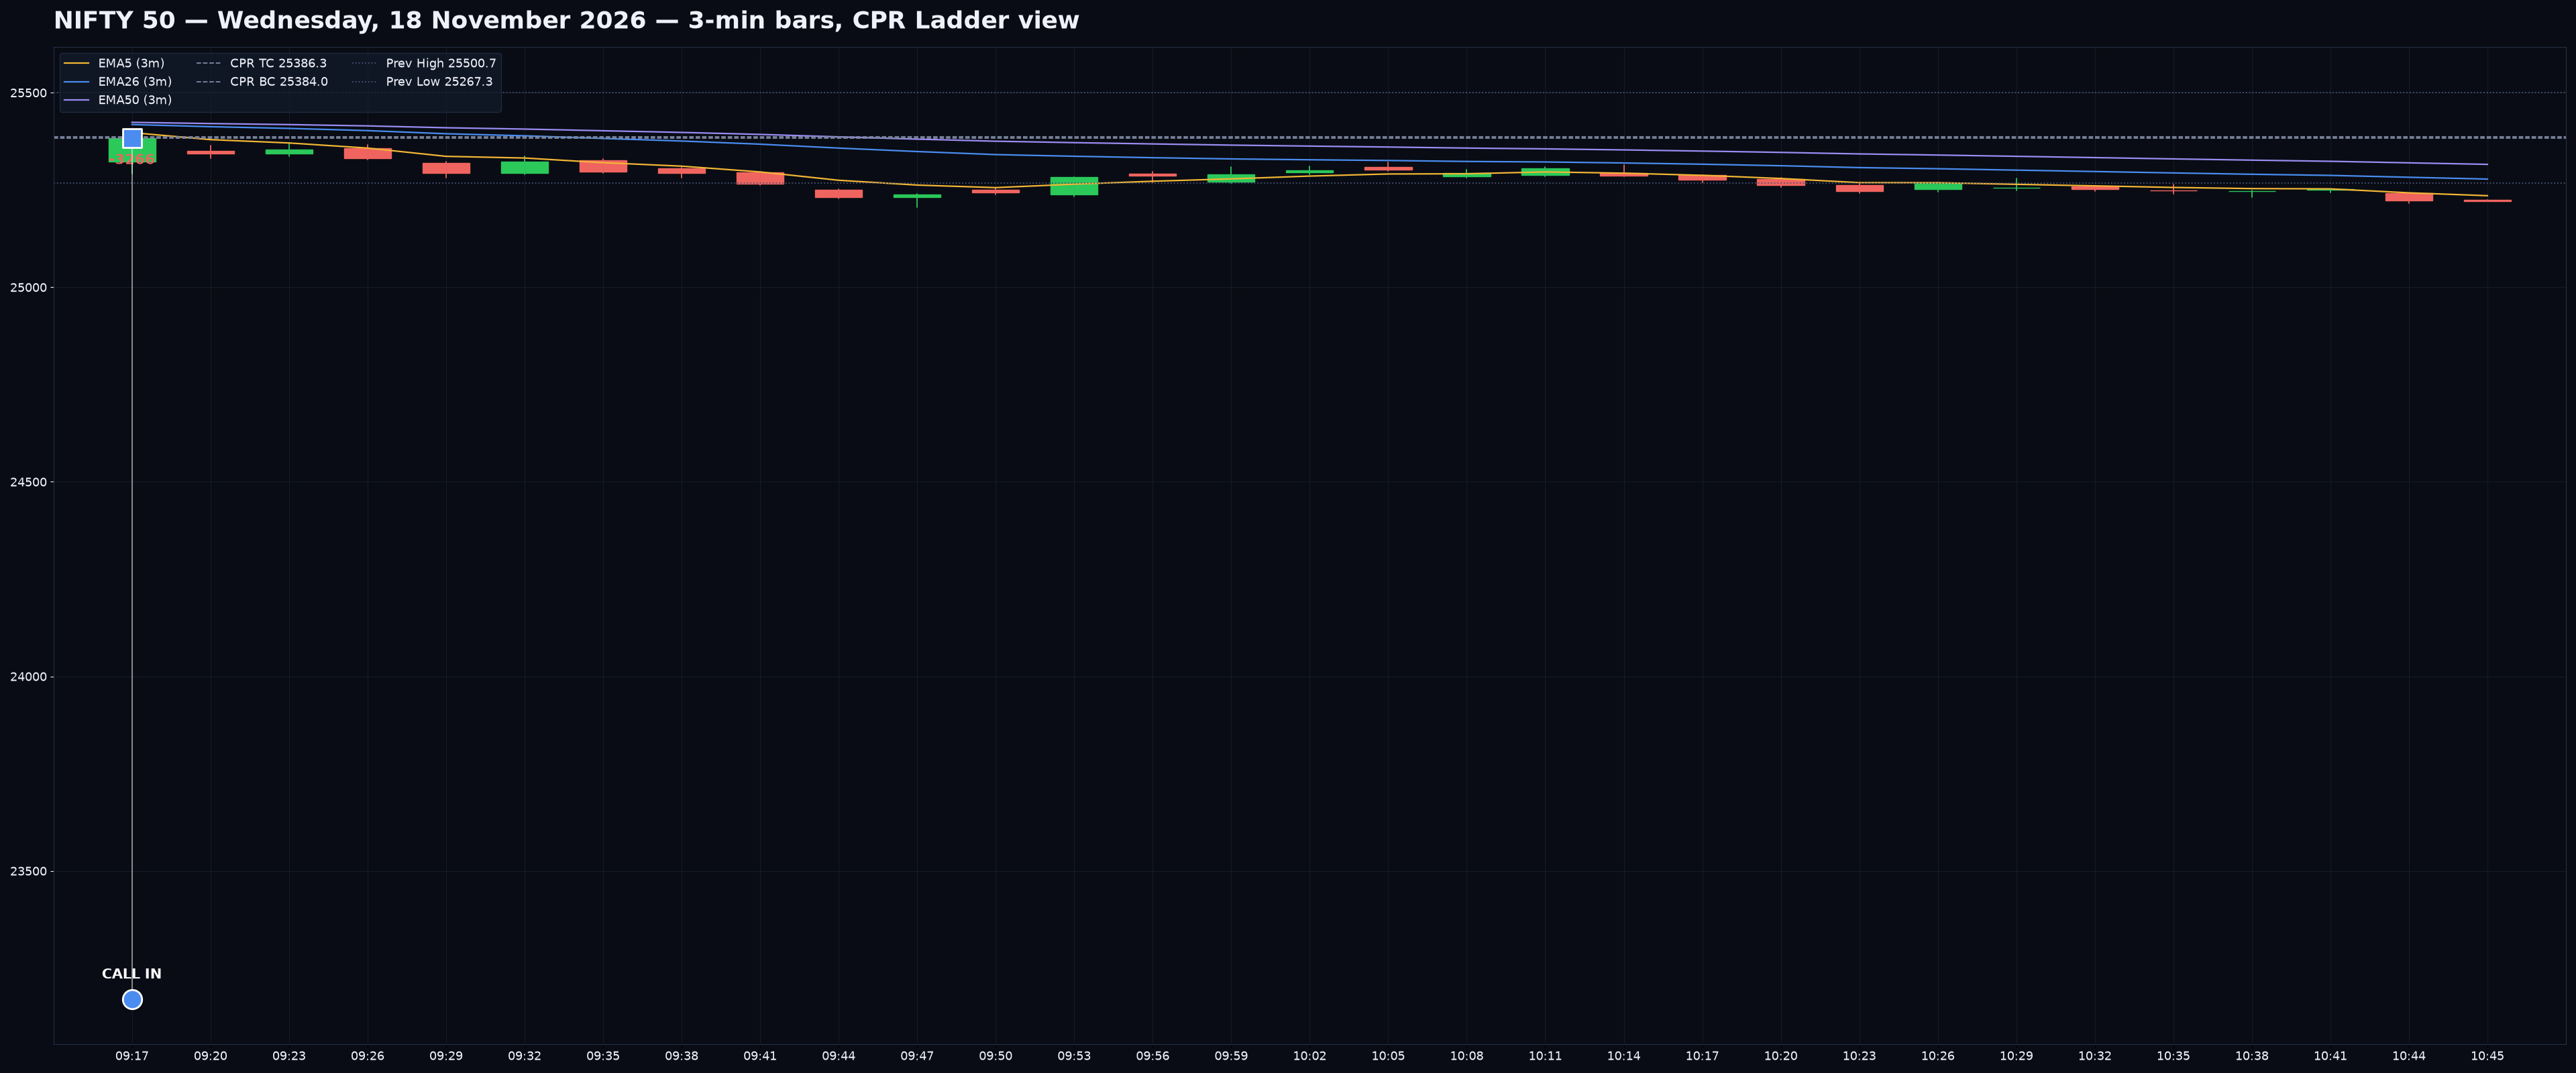 NIFTY 50 — Wednesday, 18 November 2026 — 3-min bars, CPR Ladder view
EMA5 (3m) CPR TC 25386.3 Prev High 25500.7
EMA26 (3m) CPR BC 25384.0 Prev Low 25267.3
EMA50 (3m)
25500
25000
24500
24000
23500
CALL IN
09:17 09:20 09:23 09:26 09:29 09:32 09:35 09:38 09:41 09:44 09:47 09:50 09:53 09:56 09:59 10:02 10:05 10:08 10:11 10:14 10:17 10:20 10:23 10:26 10:29 10:32 10:35 10:38 10:41 10:44 10:45